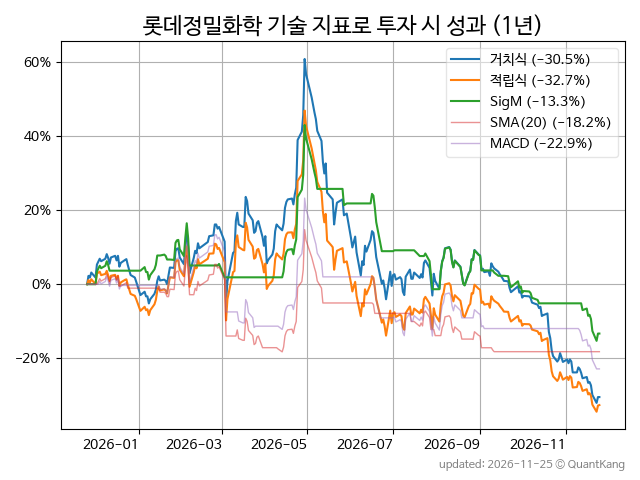 롯데정밀화학 기술 지표로 투자 시 성과 (1년)
거치식 (−30.5%)
적립식 (−32.7%)
SigM (−13.3%)
SMA(20) (−18.2%)
MACD (−22.9%)
60%
40%
20%
0%
−20%
2026-01
2026-03
2026-05
2026-07
2026-09
2026-11
updated: 2026-11-25 © QuantKang